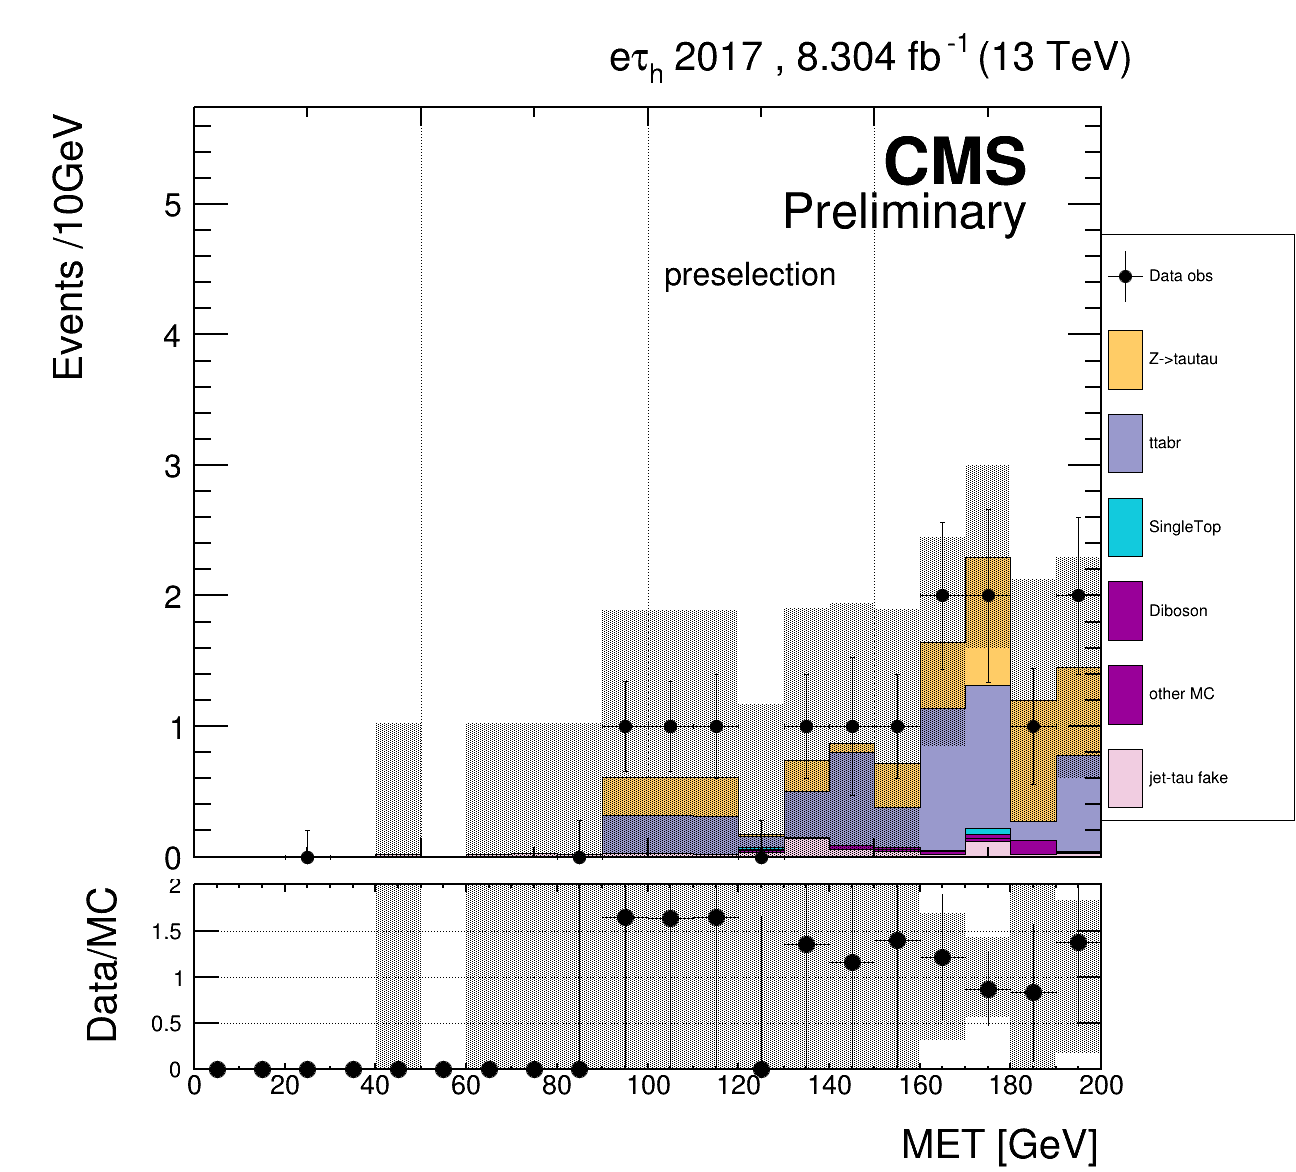 eτh 2017 , 8.304 fb-1 (13 TeV)
Events /10GeV
CMS
Preliminary
preselection
5
4
3
2
1
0
Data obs
Z->tautau
ttabr
SingleTop
Diboson
other MC
jet-tau fake
Data/MC
2
1.5
1
0.5
0
0 20 40 60 80 100 120 140 160 180 200
MET [GeV]